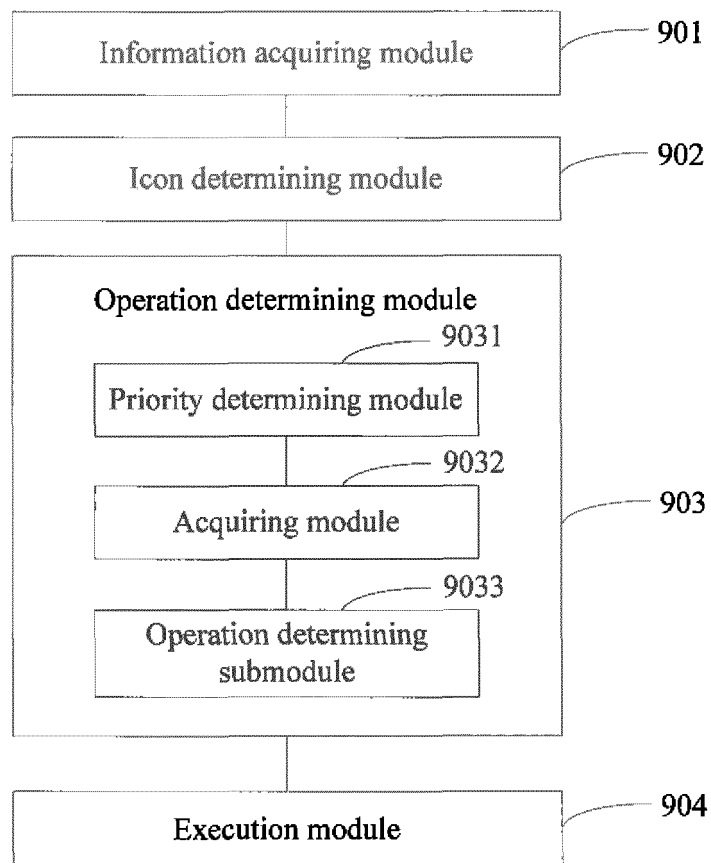 Information acquiring module
901
Icon determining module
902
Operation determining module
903
9031
Priority determining module
9032
Acquiring module
9033
Operation determining
submodule
Execution module
904